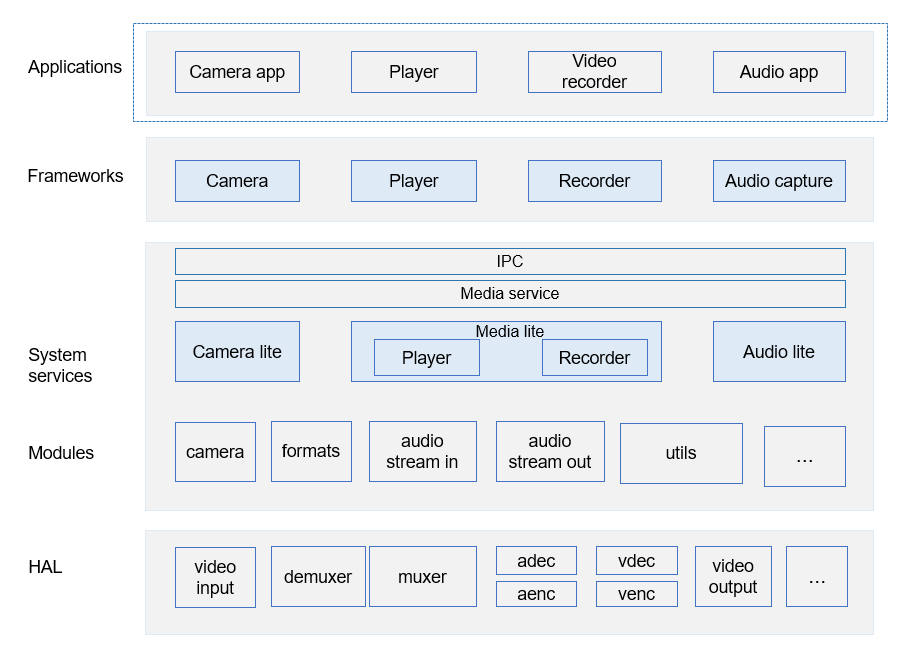 Applications
Camera app
Player
Video
recorder
Audio app
Frameworks
Camera
Player
Recorder
Audio capture
IPC
Media service
System
services
Camera lite
Media lite
Player
Recorder
Audio lite
Modules
camera
formats
audio
stream in
audio
stream out
utils
...
HAL
video
input
demuxer
muxer
adec
aenc
vdec
venc
video
output
...